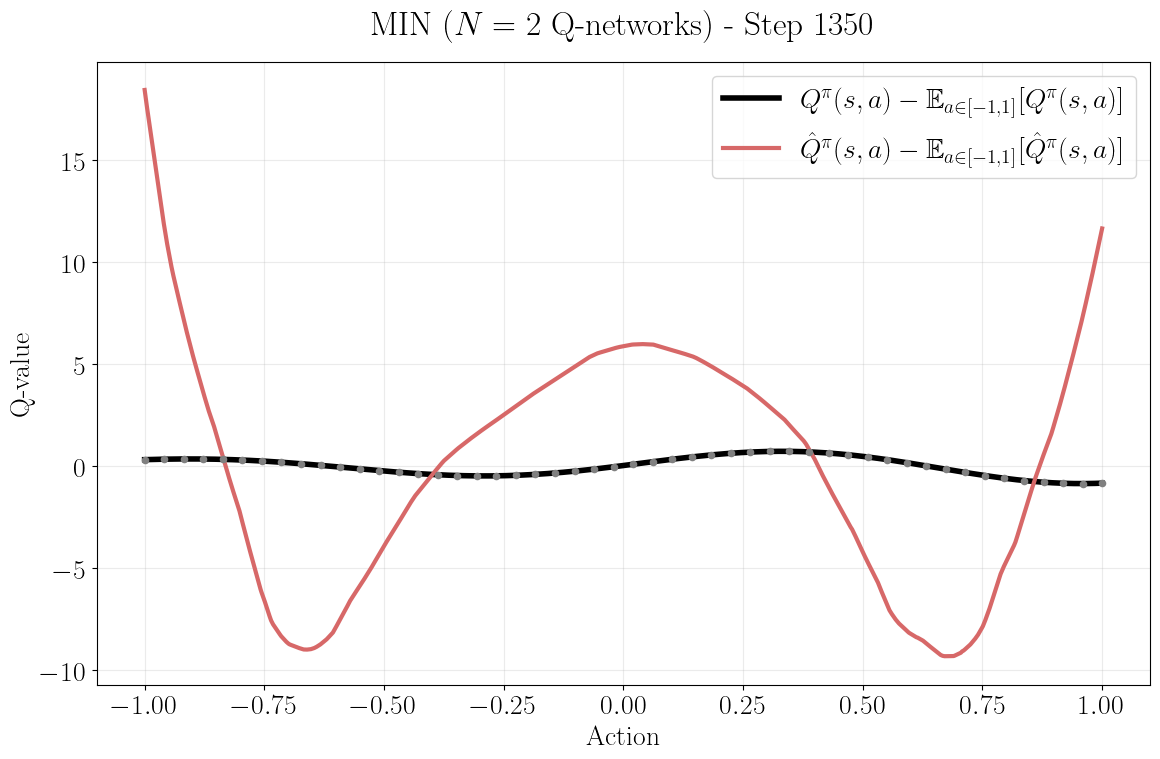 MIN (N = 2 Q-networks) - Step 1350
Q^π(s, a) − 𝔼_{a∈[−1,1]}[Q^π(s, a)]
Q̂^π(s, a) − 𝔼_{a∈[−1,1]}[Q̂^π(s, a)]
Q-value
15
10
5
0
−5
−10
−1.00 −0.75 −0.50 −0.25 0.00 0.25 0.50 0.75 1.00
Action